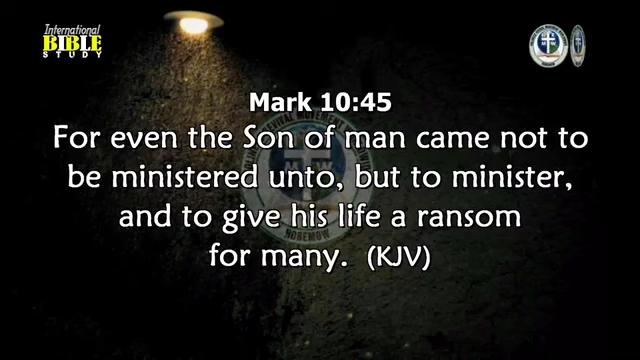 International
BIBLE
STUDY
Mark 10:45
For even the Son of man came not to
be ministered unto, but to minister,
and to give his life a ransom
for many. (KJV)